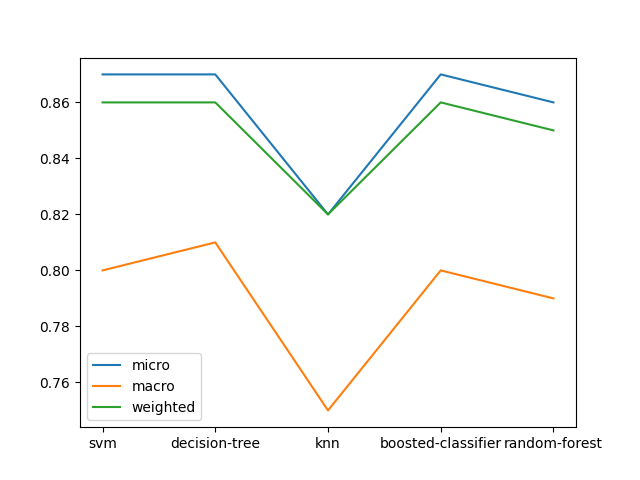 0.86
0.84
0.82
0.80
0.78
0.76
micro
macro
weighted
svm decision-tree knn boosted-classifier random-forest